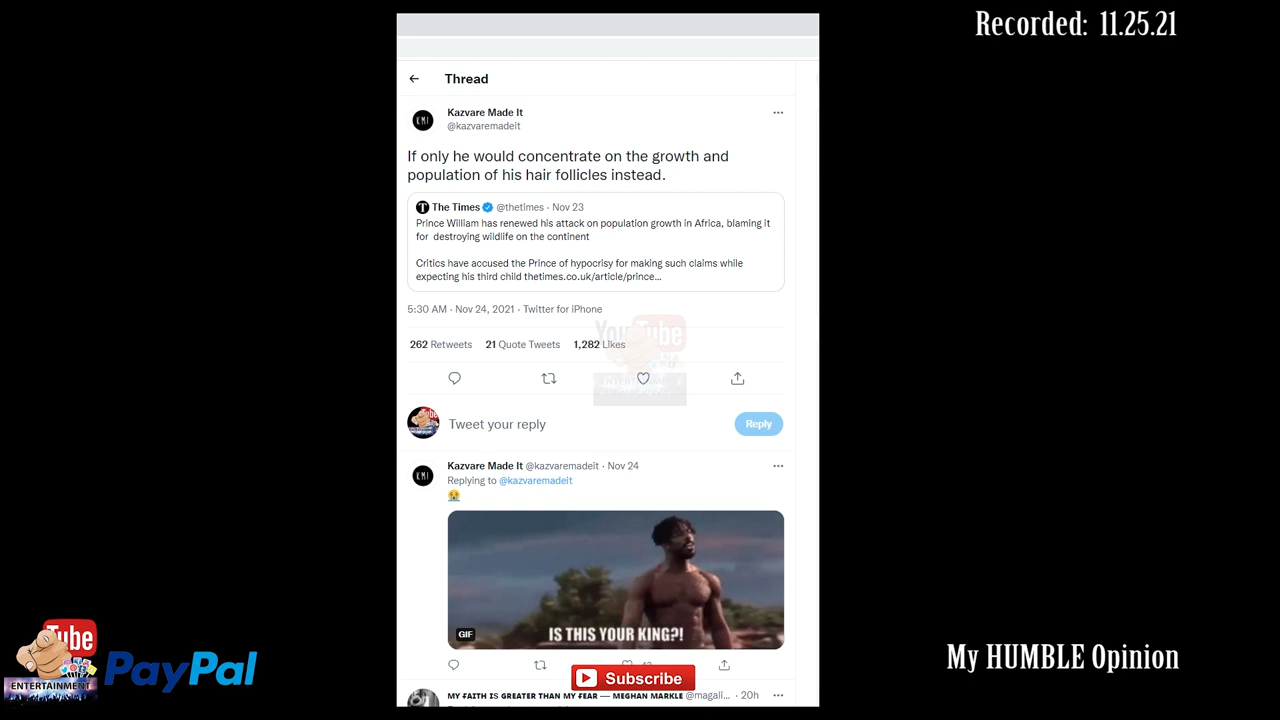 Recorded: 11.25.21
Thread
Kazvare Made It
@kazvaremadeit
If only he would concentrate on the growth and
population of his hair follicles instead.
The Times @thetimes · Nov 23
Prince William has renewed his attack on population growth in Africa, blaming it
for destroying wildlife on the continent
Critics have accused the Prince of hypocrisy for making such claims while
expecting his third child thetimes.co.uk/article/prince...
5:30 AM · Nov 24, 2021 · Twitter for iPhone
YouTube
262 Retweets 21 Quote Tweets 1,282 Likes
Tweet your reply
Reply
Kazvare Made It @kazvaremadeit · Nov 24
Replying to @kazvaremadeit
IS THIS YOUR KING?!
GIF
Subscribe
MY FAITH IS GREATER THAN MY FEAR — MEGHAN MARKLE @magall... · 20h
Tube
ENTERTAINMENT
PayPal
My HUMBLE Opinion